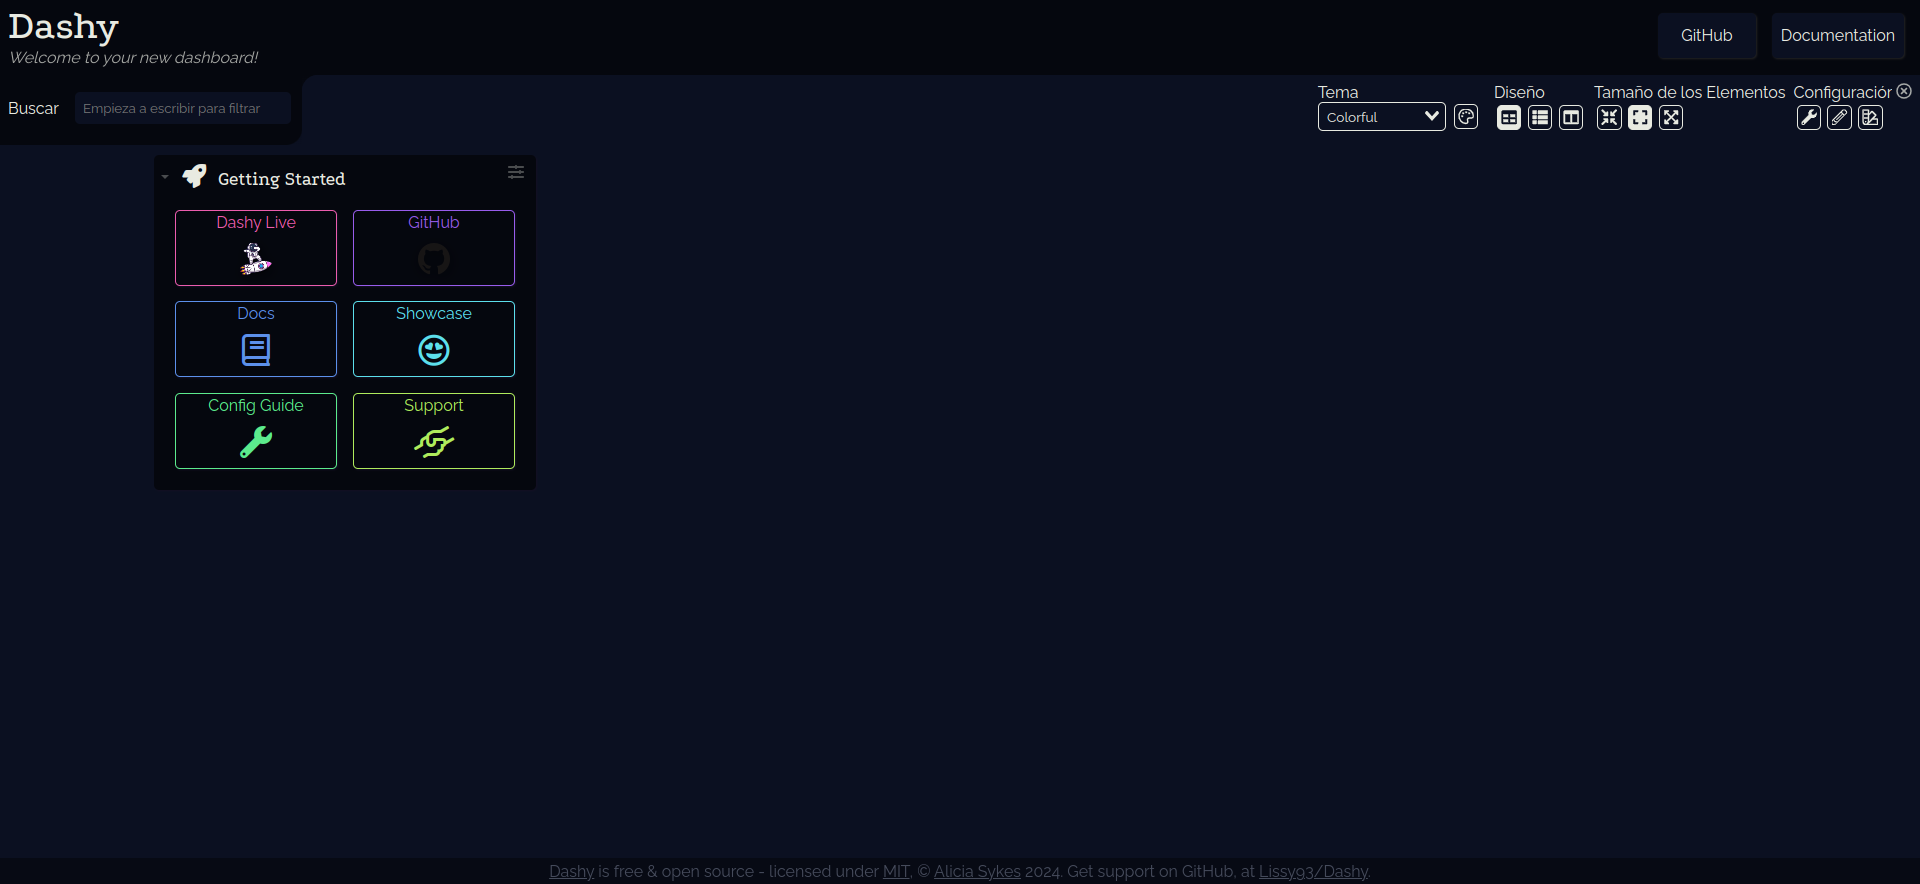 Dashy
Welcome to your new dashboard!
GitHub
Documentation
Buscar
Empieza a escribir para filtrar
Tema
Diseño
Tamaño de los Elementos
Configuraciór
Colorful
Getting Started
Dashy Live
GitHub
Docs
Showcase
Config Guide
Support
Dashy is free & open source - licensed under MIT, © Alicia Sykes 2024. Get support on GitHub, at Lissy93/Dashy.